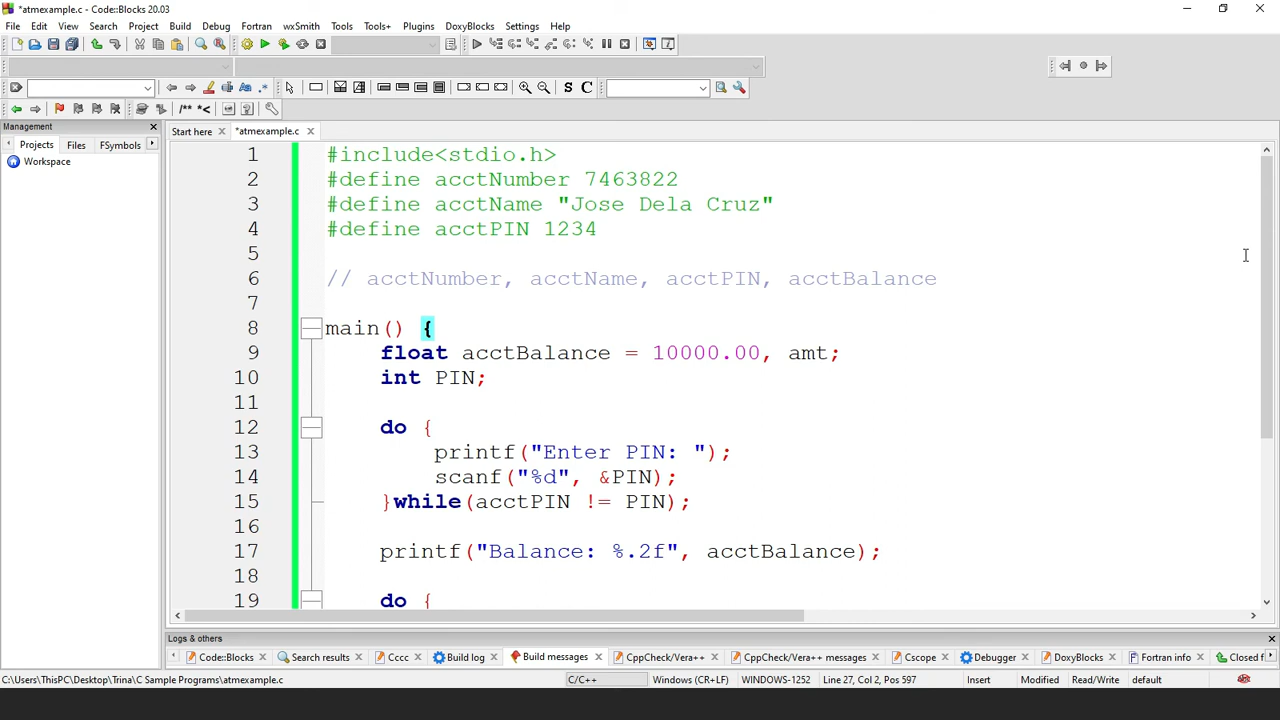 *atmexample.c - Code::Blocks 20.03
File Edit View Search Project Build Debug Fortran wxSmith Tools Tools+ Plugins DoxyBlocks Settings Help
S C
/** *<
Management
Projects Files FSymbols
Workspace
Start here *atmexample.c
1 #include<stdio.h>
2 #define acctNumber 7463822
3 #define acctName "Jose Dela Cruz"
4 #define acctPIN 1234
5
6 // acctNumber, acctName, acctPIN, acctBalance
7
8 main() {
9 float acctBalance = 10000.00, amt;
10 int PIN;
11
12 do {
13 printf("Enter PIN: ");
14 scanf("%d", &PIN);
15 }while(acctPIN != PIN);
16
17 printf("Balance: %.2f", acctBalance);
18
19 do {
Logs & others
Code::Blocks Search results Cccc Build log Build messages CppCheck/Vera++ CppCheck/Vera++ messages Cscope Debugger DoxyBlocks Fortran info Closed f
C:\Users\ThisPC\Desktop\Trina\C Sample Programs\atmexample.c C/C++ Windows (CR+LF) WINDOWS-1252 Line 27, Col 2, Pos 597 Insert Modified Read/Write default